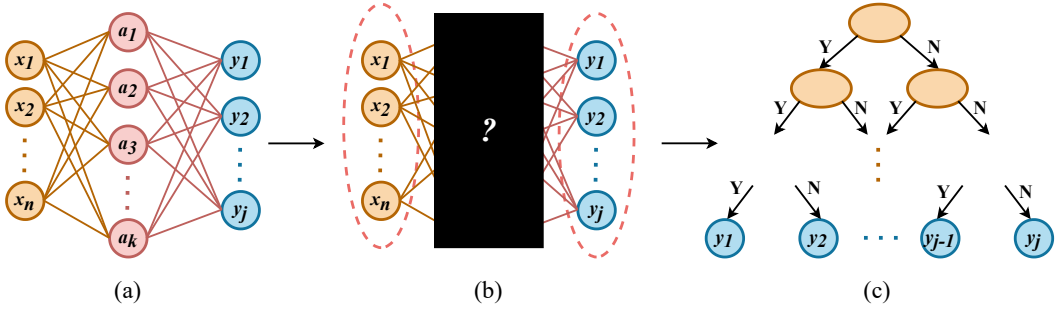 x1
x2
xn
a1
a2
a3
ak
y1
y2
yj
(a)
x1
x2
xn
?
y1
y2
yj
(b)
Y N
Y N Y N
Y N Y N
y1 y2 yj-1 yj
(c)